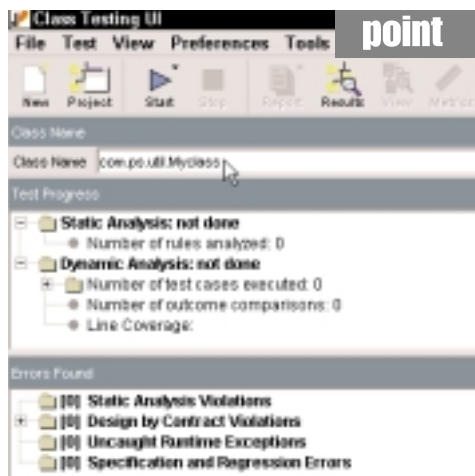 Class Testing UI
point
File Test View Preferences Tools
New Project Start Stop Report Results View Metrics
Class Name
Class Name com.ps.util.Myclass
Test Progress
Static Analysis: not done
Number of rules analyzed: 0
Dynamic Analysis: not done
Number of test cases executed: 0
Number of outcome comparisons: 0
Line Coverage:
Errors Found
[0] Static Analysis Violations
[0] Design by Contract Violations
[0] Uncaught Runtime Exceptions
[0] Specification and Regression Errors